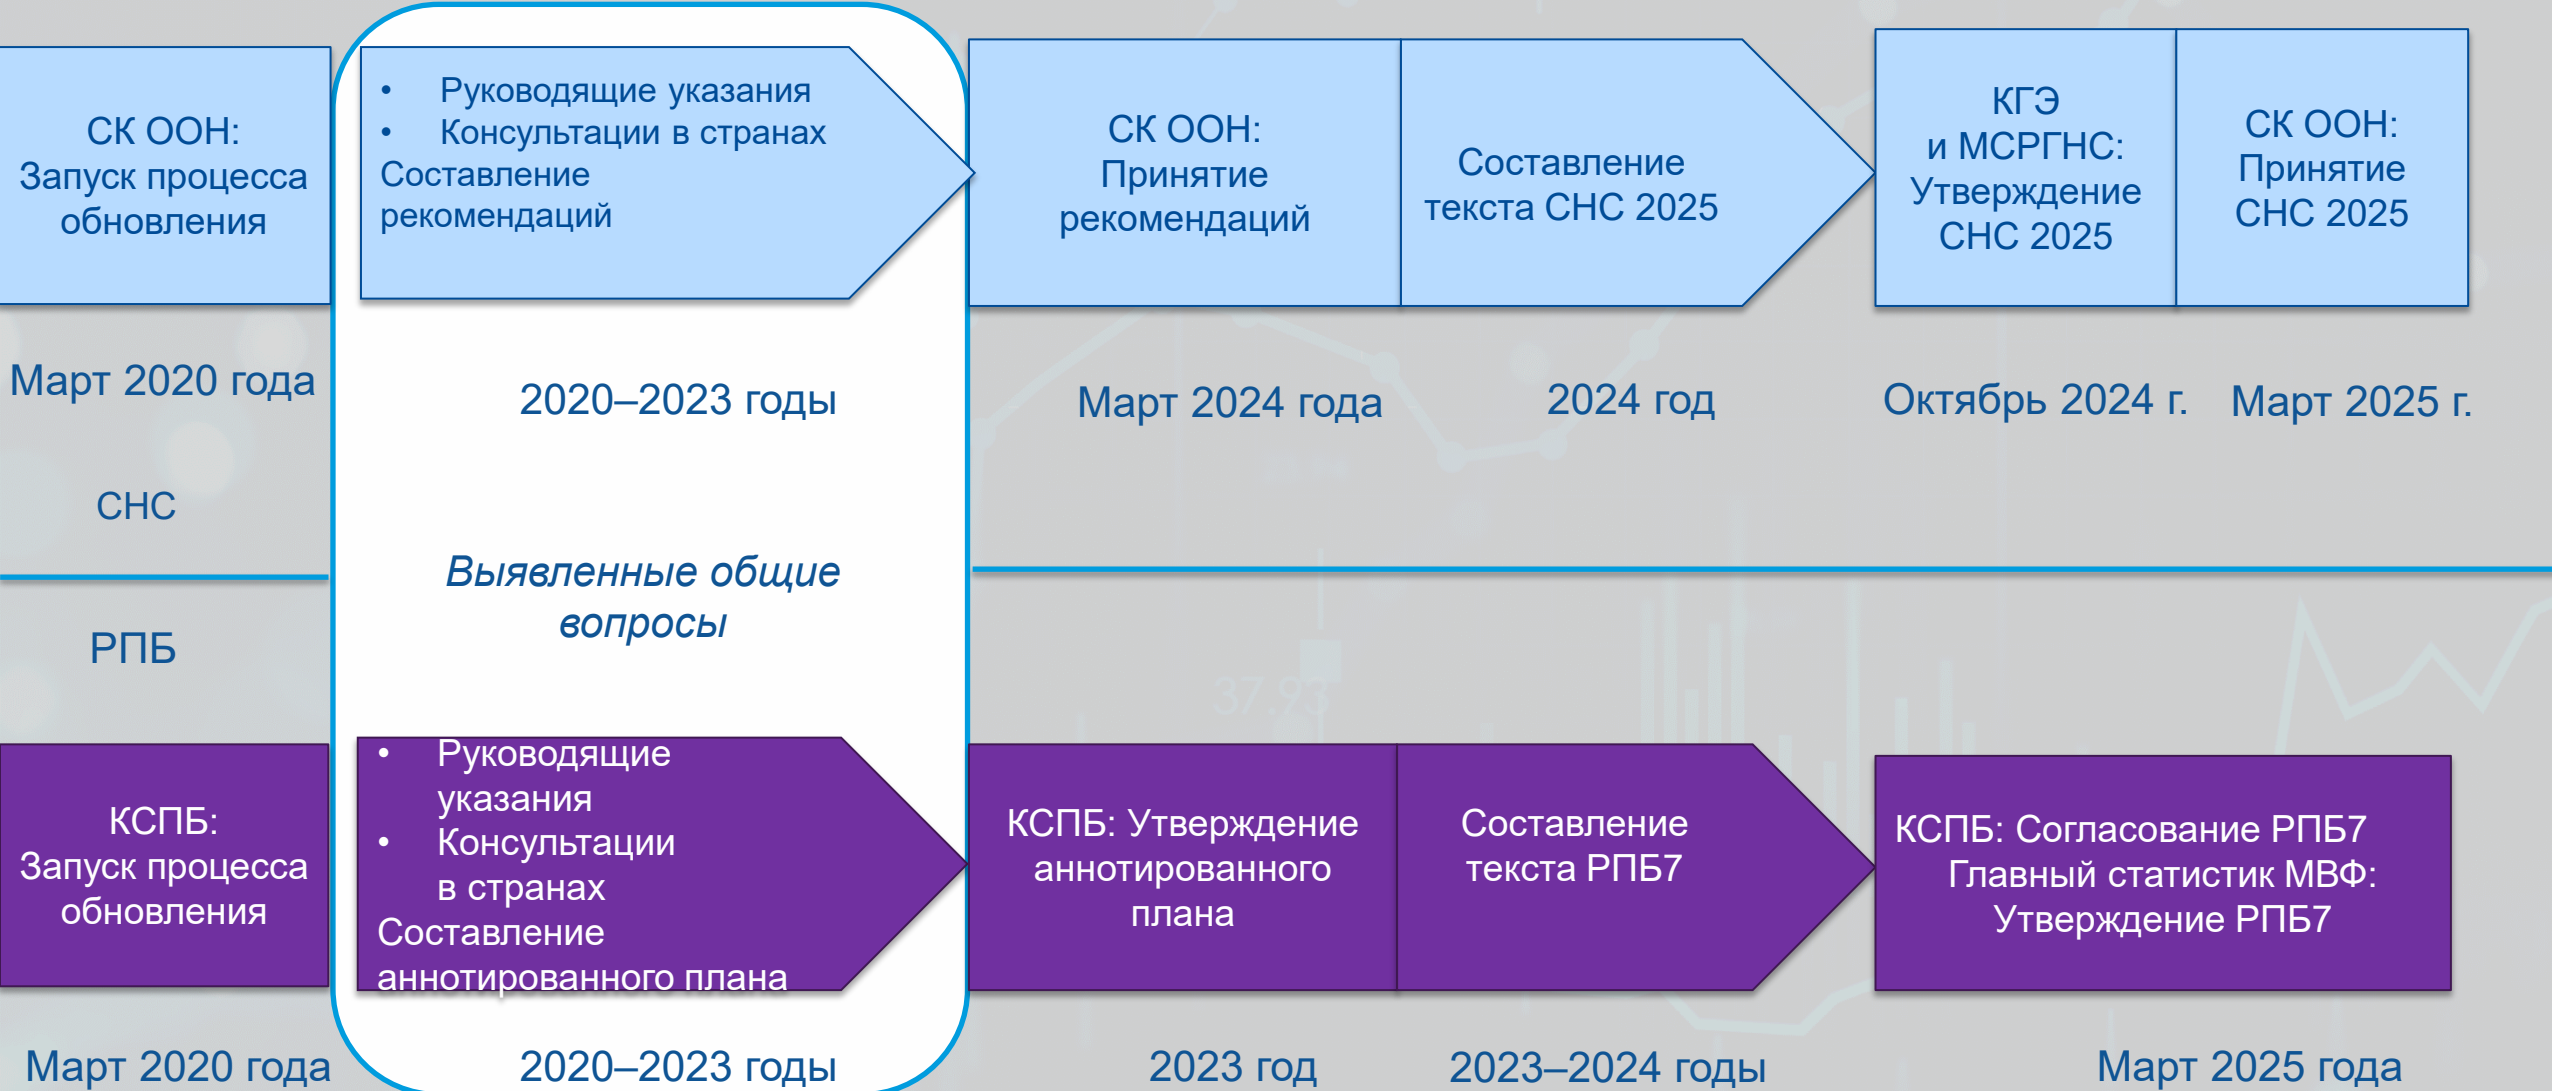 СК ООН:
Запуск процесса
обновления
• Руководящие указания
• Консультации в странах
Составление
рекомендаций
СК ООН:
Принятие
рекомендаций
Составление
текста СНС 2025
КГЭ
и МСРГНС:
Утверждение
СНС 2025
СК ООН:
Принятие
СНС 2025
Март 2020 года
2020–2023 годы
Март 2024 года
2024 год
Октябрь 2024 г.
Март 2025 г.
СНС
Выявленные общие
вопросы
РПБ
37.93
КСПБ:
Запуск процесса
обновления
• Руководящие
указания
• Консультации
в странах
Составление
аннотированного плана
КСПБ: Утверждение
аннотированного
плана
Составление
текста РПБ7
КСПБ: Согласование РПБ7
Главный статистик МВФ:
Утверждение РПБ7
Март 2020 года
2020–2023 годы
2023 год
2023–2024 годы
Март 2025 года